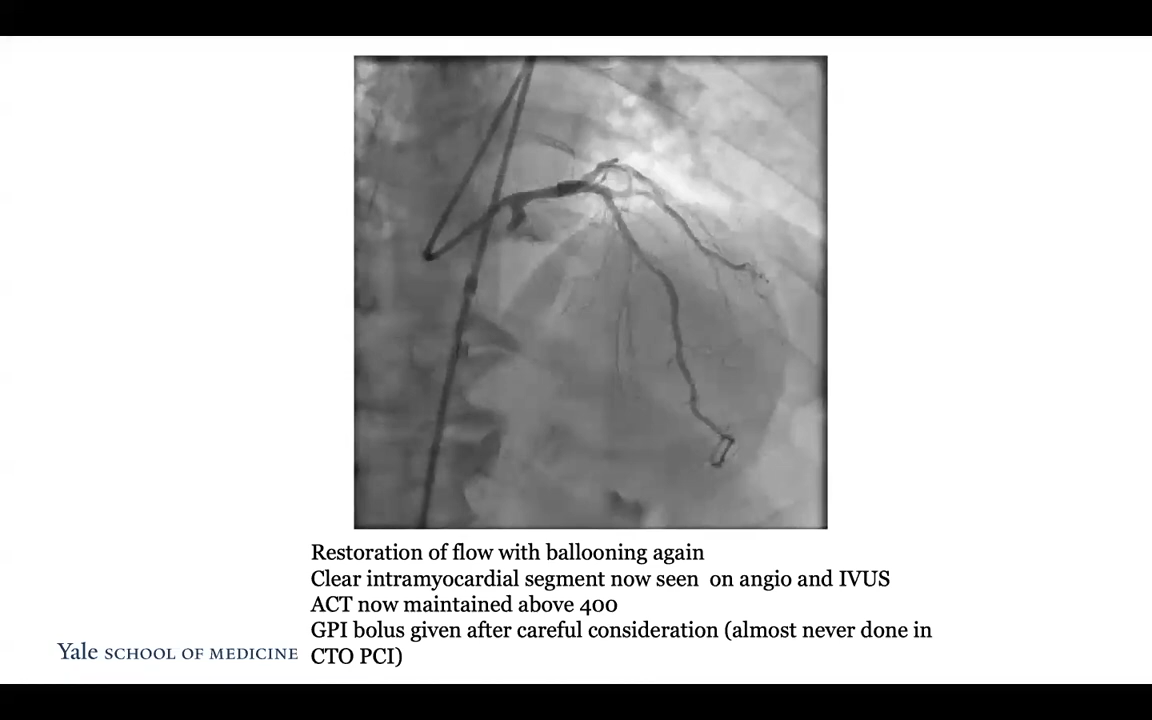 Restoration of flow with ballooning again
Clear intramyocardial segment now seen on angio and IVUS
ACT now maintained above 400
GPI bolus given after careful consideration (almost never done in
CTO PCI)
Yale SCHOOL OF MEDICINE